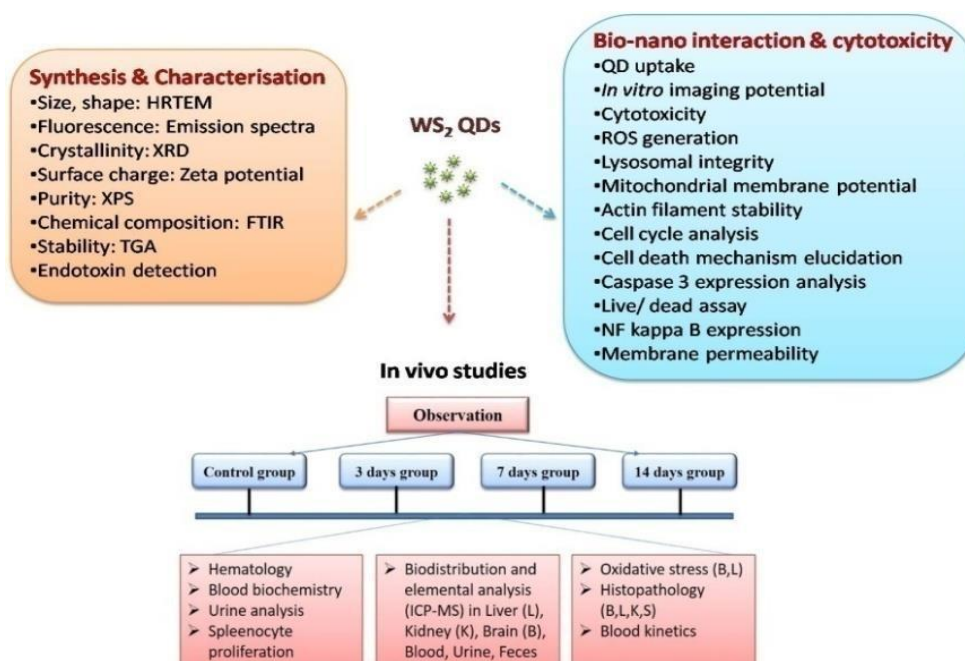 Synthesis & Characterisation
•Size, shape: HRTEM
•Fluorescence: Emission spectra
•Crystallinity: XRD
•Surface charge: Zeta potential
•Purity: XPS
•Chemical composition: FTIR
•Stability: TGA
•Endotoxin detection
WS₂ QDs
Bio-nano interaction & cytotoxicity
•QD uptake
•In vitro imaging potential
•Cytotoxicity
•ROS generation
•Lysosomal integrity
•Mitochondrial membrane potential
•Actin filament stability
•Cell cycle analysis
•Cell death mechanism elucidation
•Caspase 3 expression analysis
•Live/ dead assay
•NF kappa B expression
•Membrane permeability
In vivo studies
Observation
Control group
3 days group
7 days group
14 days group
➢ Hematology
➢ Blood biochemistry
➢ Urine analysis
➢ Spleenocyte
proliferation
➢ Biodistribution and
elemental analysis
(ICP-MS) in Liver (L),
Kidney (K), Brain (B),
Blood, Urine, Feces
➢ Oxidative stress (B,L)
➢ Histopathology
(B,L,K,S)
➢ Blood kinetics